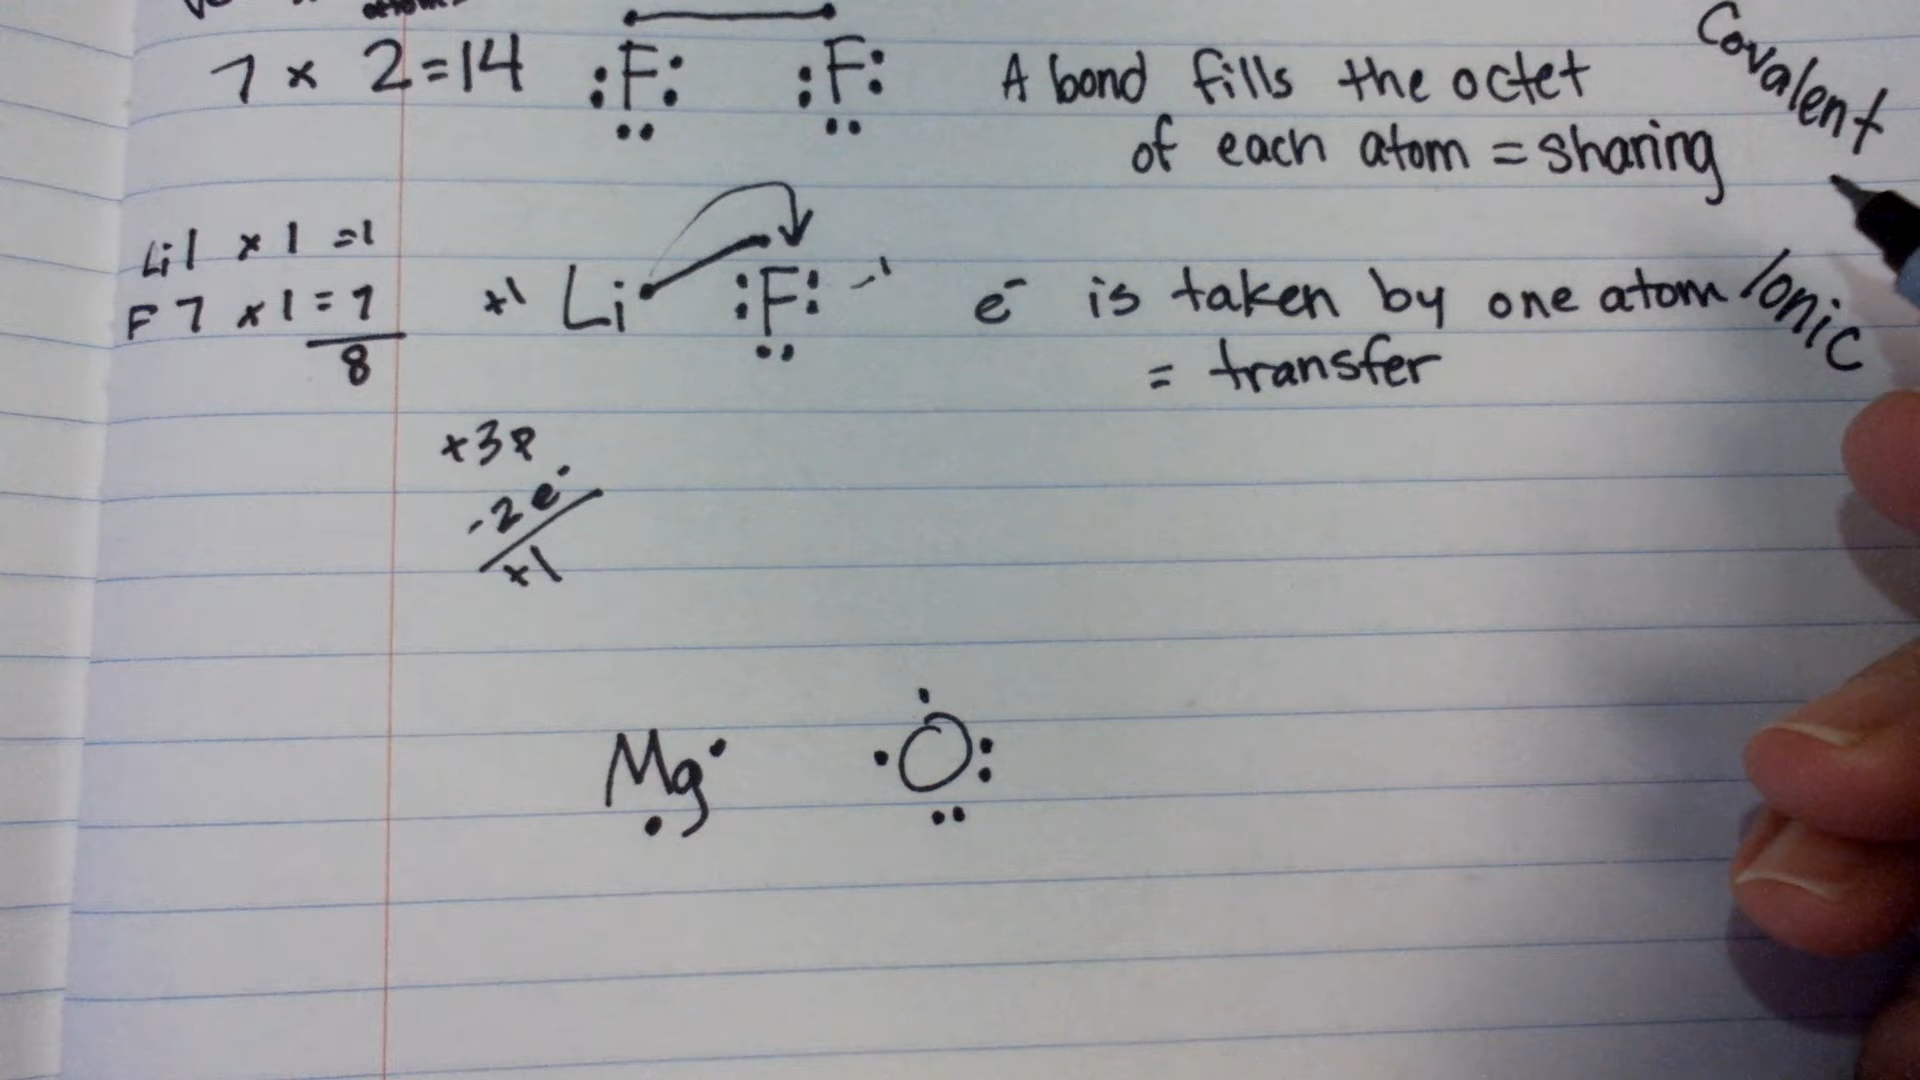 7 x 2=14 :F: :F: A bond fills the octet Covalent
of each atom = sharing
Li 1 x 1 =1
F 7 x 1 = 7 +1 Li :F: -1 e⁻ is taken by one atom Ionic
8 = transfer
+3p
-2e⁻
+1
Mg O